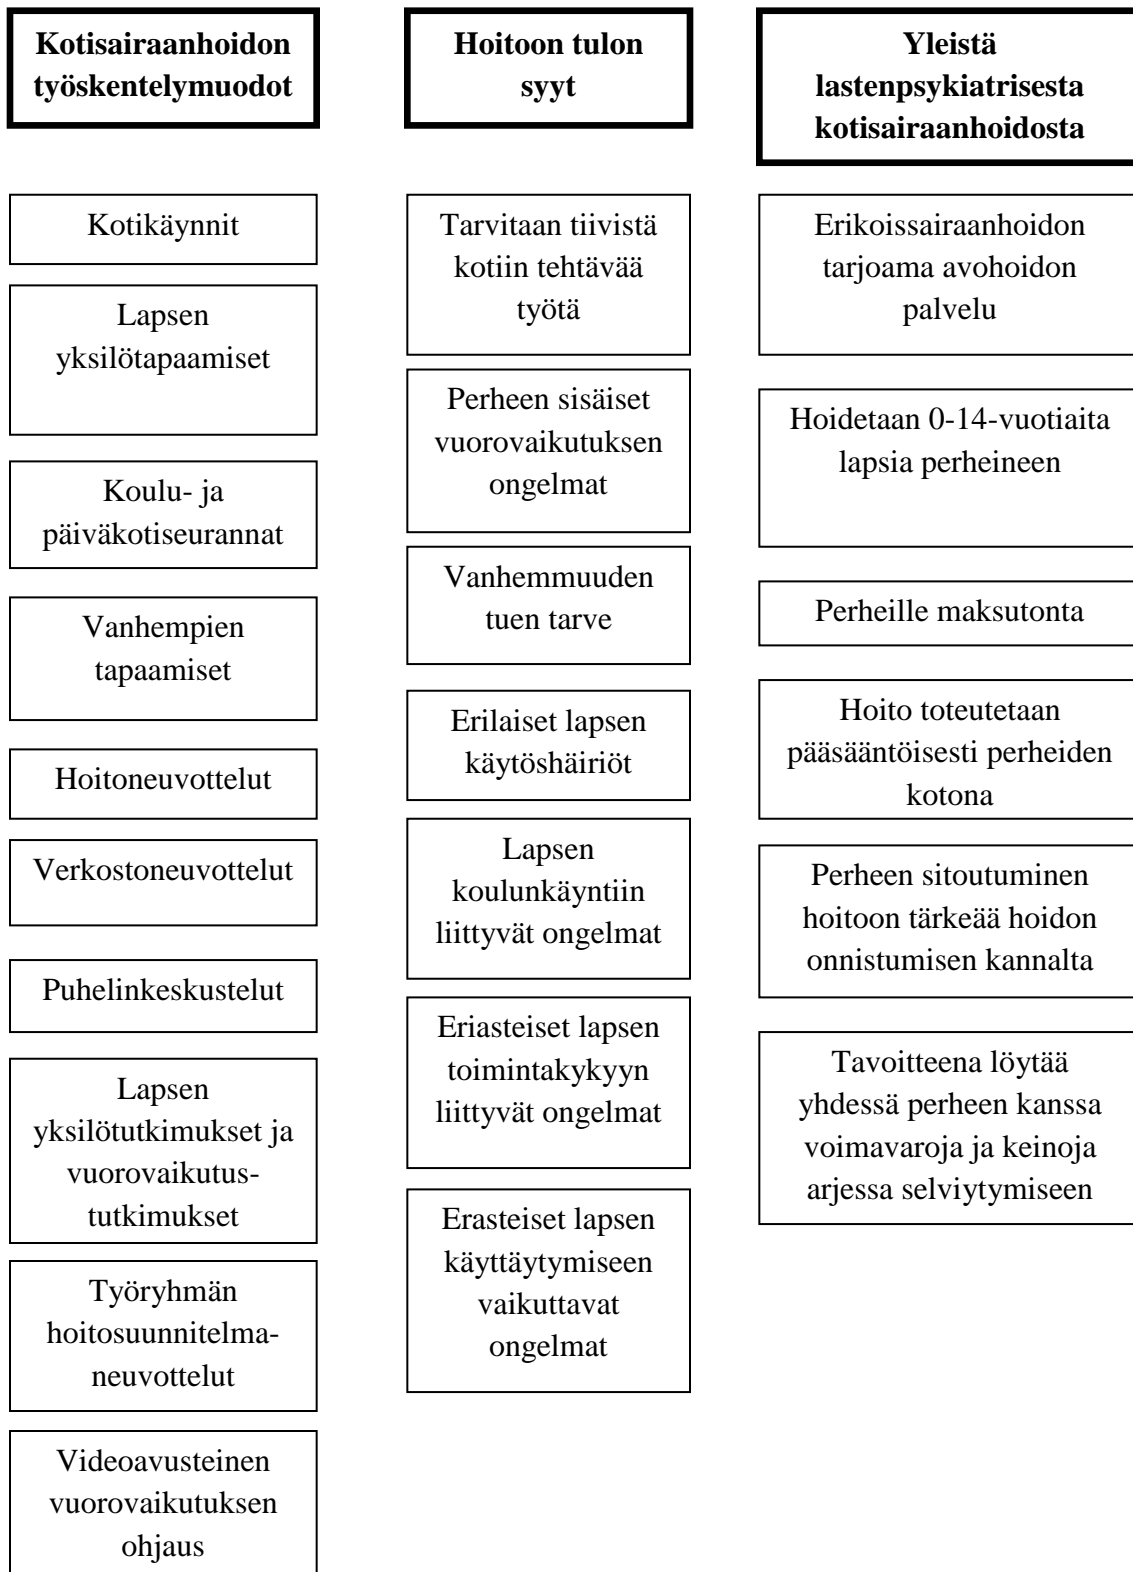 Kotisairaanhoidon
työskentelymuodot
Kotikäynnit
Lapsen
yksilötapaamiset
Koulu- ja
päiväkotiseurannat
Vanhempien
tapaamiset
Hoitoneuvottelut
Verkostoneuvottelut
Puhelinkeskustelut
Lapsen
yksilötutkimukset ja
vuorovaikutus-
tutkimukset
Työryhmän
hoitosuunnitelma-
neuvottelut
Videoavusteinen
vuorovaikutuksen
ohjaus
Hoitoon tulon
syyt
Tarvitaan tiivistä
kotiin tehtävää
työtä
Perheen sisäiset
vuorovaikutuksen
ongelmat
Vanhemmuuden
tuen tarve
Erilaiset lapsen
käytöshäiriöt
Lapsen
koulunkäyntiin
liittyvät ongelmat
Eriasteiset lapsen
toimintakykyyn
liittyvät ongelmat
Erasteiset lapsen
käyttäytymiseen
vaikuttavat
ongelmat
Yleistä
lastenpsykiatrisesta
kotisairaanhoidosta
Erikoissairaanhoidon
tarjoama avohoidon
palvelu
Hoidetaan 0-14-vuotiaita
lapsia perheineen
Perheille maksutonta
Hoito toteutetaan
pääsääntöisesti perheiden
kotona
Perheen sitoutuminen
hoitoon tärkeää hoidon
onnistumisen kannalta
Tavoitteena löytää
yhdessä perheen kanssa
voimavaroja ja keinoja
arjessa selviytymiseen